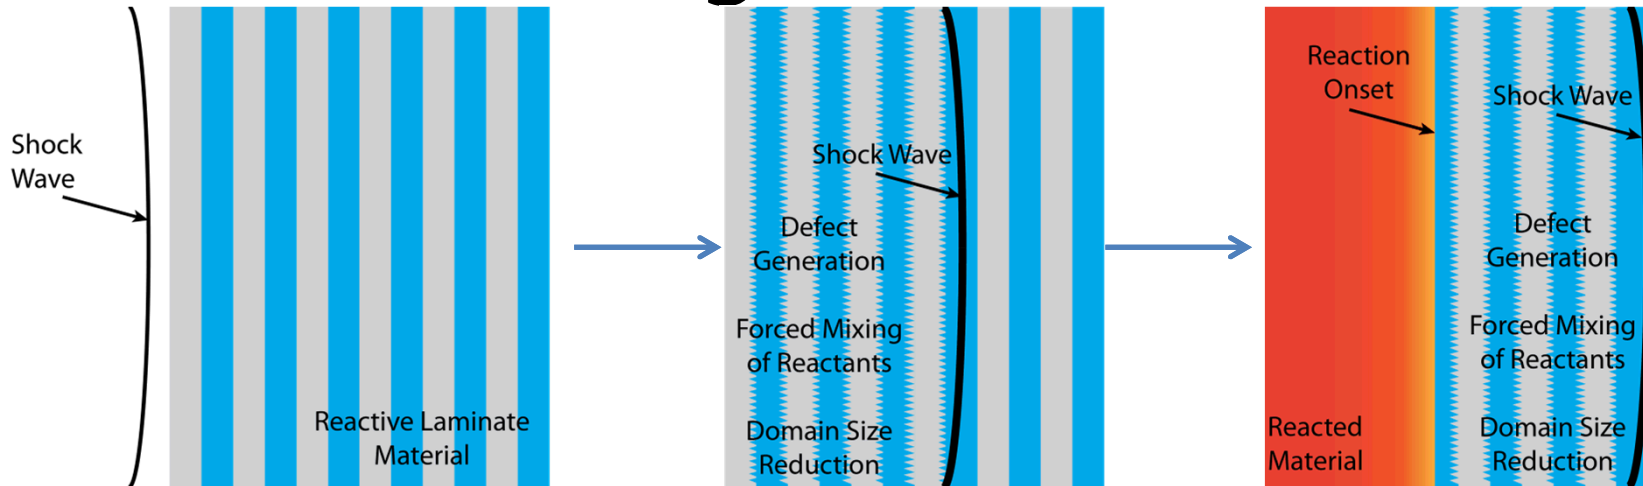 Shock
Wave
Reactive Laminate
Material
Shock Wave
Defect
Generation
Forced Mixing
of Reactants
Domain Size
Reduction
Reaction
Onset
Shock Wave
Defect
Generation
Forced Mixing
of Reactants
Reacted
Material
Domain Size
Reduction